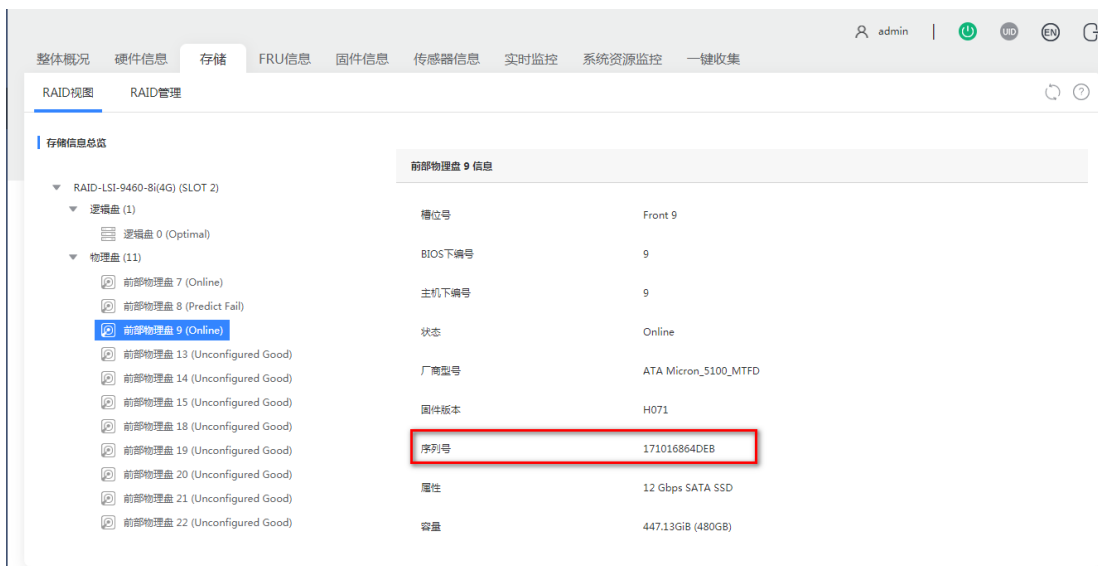 admin
UID
EN
整体概况 硬件信息 存储 FRU信息 固件信息 传感器信息 实时监控 系统资源监控 一键收集
RAID视图 RAID管理
?
存储信息总览
RAID-LSI-9460-8i(4G) (SLOT 2)
逻辑盘 (1)
逻辑盘 0 (Optimal)
物理盘 (11)
前部物理盘 7 (Online)
前部物理盘 8 (Predict Fail)
前部物理盘 9 (Online)
前部物理盘 13 (Unconfigured Good)
前部物理盘 14 (Unconfigured Good)
前部物理盘 15 (Unconfigured Good)
前部物理盘 18 (Unconfigured Good)
前部物理盘 19 (Unconfigured Good)
前部物理盘 20 (Unconfigured Good)
前部物理盘 21 (Unconfigured Good)
前部物理盘 22 (Unconfigured Good)
前部物理盘 9 信息
槽位号 Front 9
BIOS下编号 9
主机下编号 9
状态 Online
厂商型号 ATA Micron_5100_MTFD
固件版本 H071
序列号 171016864DEB
属性 12 Gbps SATA SSD
容量 447.13GiB (480GB)